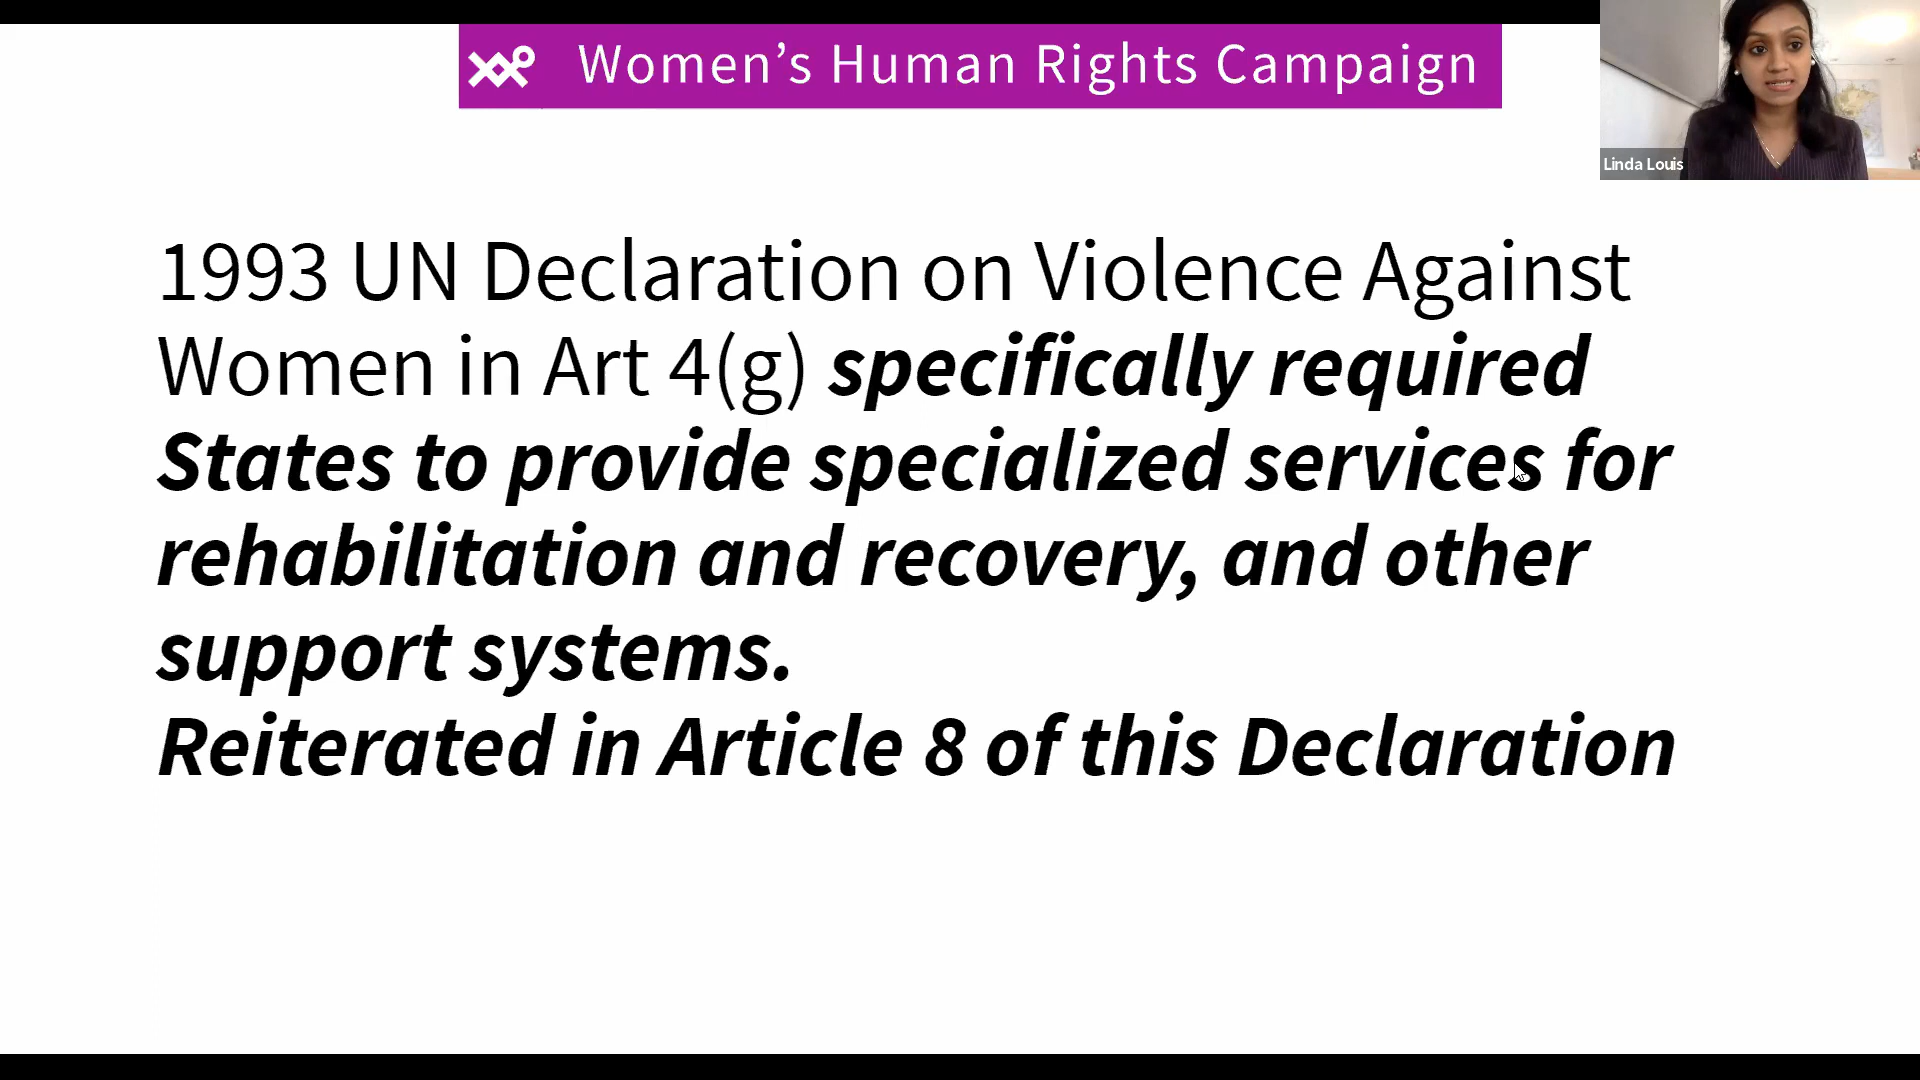 Women’s Human Rights Campaign
Linda Louis
1993 UN Declaration on Violence Against
Women in Art 4(g) specifically required
States to provide specialized services for
rehabilitation and recovery, and other
support systems.
Reiterated in Article 8 of this Declaration